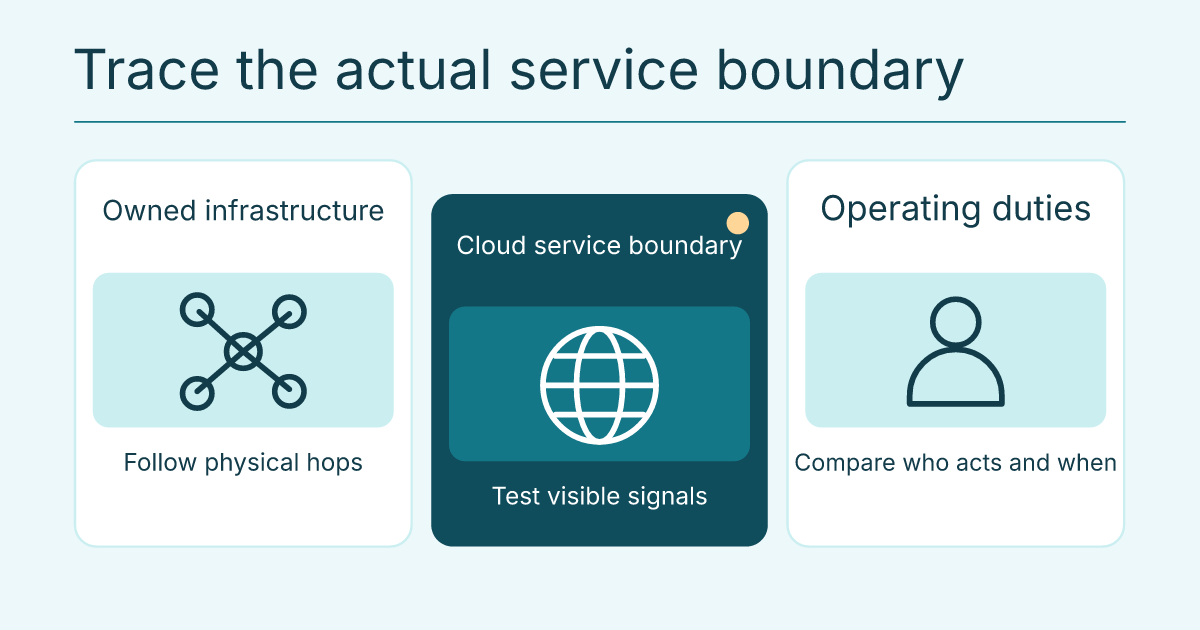 Trace the actual service boundary
Owned infrastructure
Follow physical hops
Cloud service boundary
Test visible signals
Operating duties
Compare who acts and when